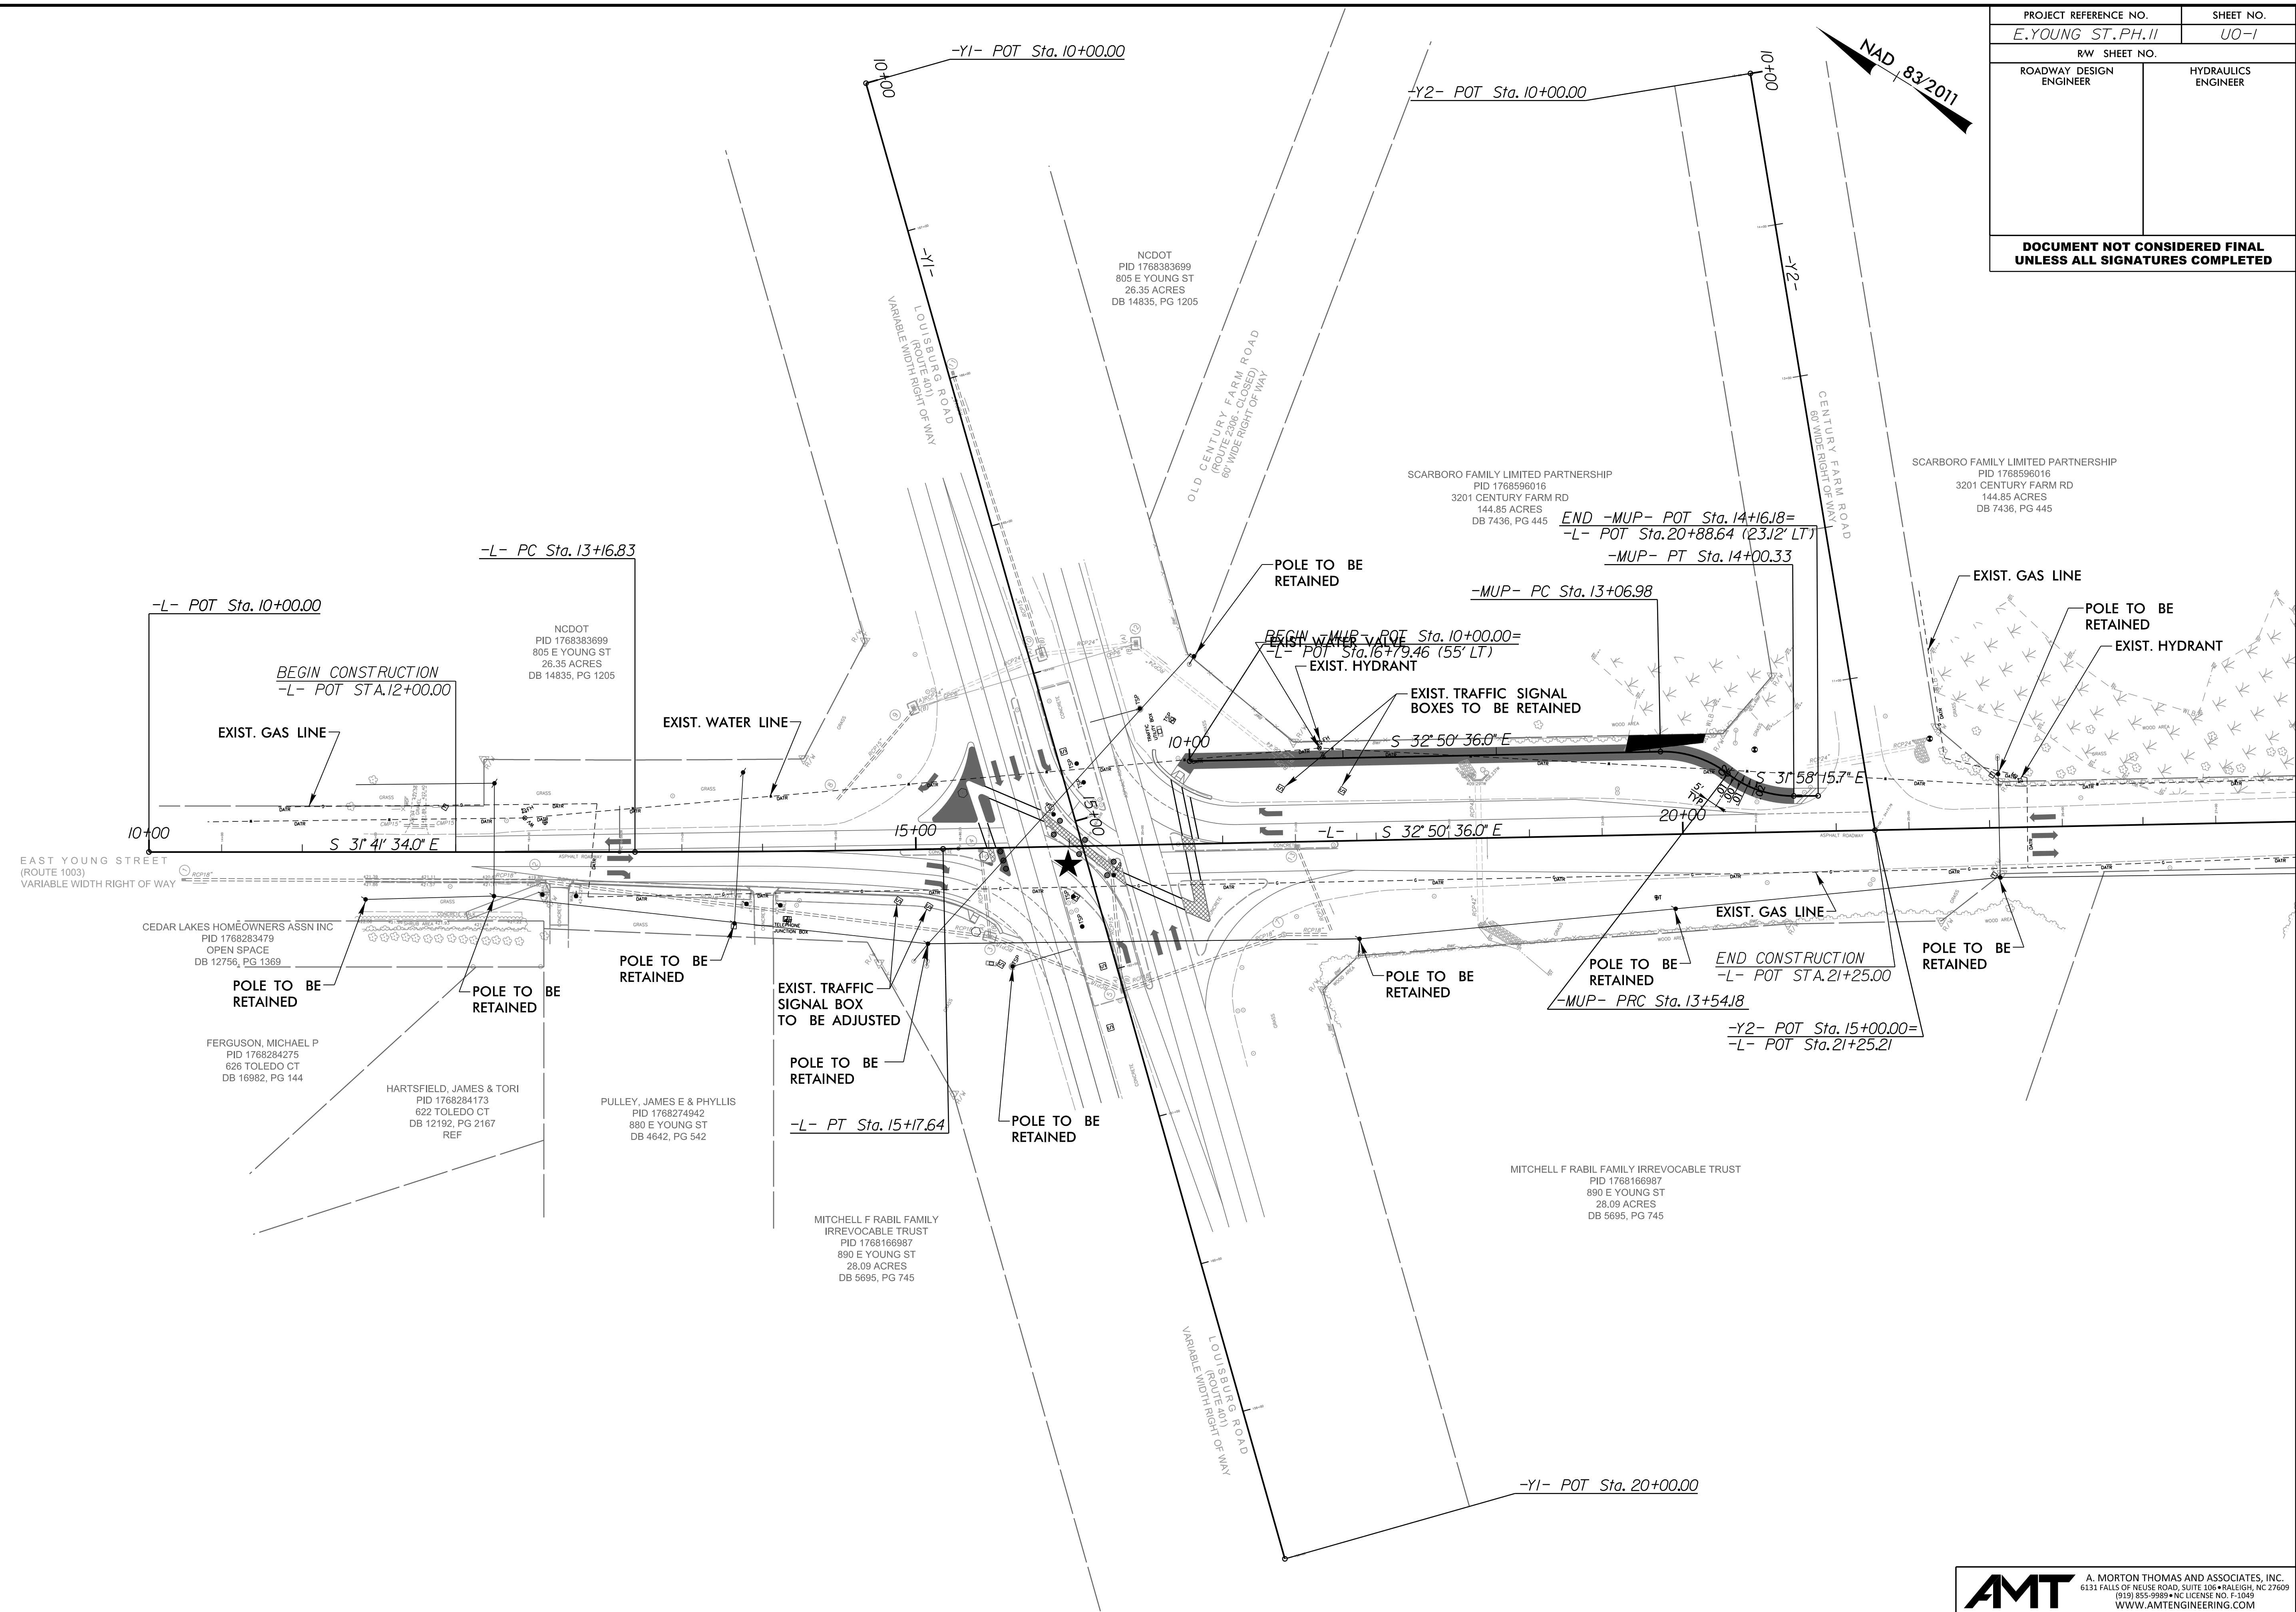 PROJECT REFERENCE NO.
SHEET NO.
E.YOUNG ST.PH.II
UO-1
R/W SHEET NO.
ROADWAY DESIGN
ENGINEER
HYDRAULICS
ENGINEER
DOCUMENT NOT CONSIDERED FINAL
UNLESS ALL SIGNATURES COMPLETED
NAD 83/2011
-Y1- POT Sta. 10+00.00
10+00
-Y2- POT Sta. 10+00.00
10+00
-Y1-
-Y2-
LOUISBURG ROAD
(ROUTE 401)
VARIABLE WIDTH RIGHT OF WAY
NCDOT
PID 1768383699
805 E YOUNG ST
26.35 ACRES
DB 14835, PG 1205
OLD CENTURY FARM ROAD
(ROUTE 2306 - CLOSED)
60' WIDE RIGHT OF WAY
CENTURY FARM ROAD
60' WIDE RIGHT OF WAY
SCARBORO FAMILY LIMITED PARTNERSHIP
PID 1768596016
3201 CENTURY FARM RD
144.85 ACRES
DB 7436, PG 445
SCARBORO FAMILY LIMITED PARTNERSHIP
PID 1768596016
3201 CENTURY FARM RD
144.85 ACRES
DB 7436, PG 445
END -MUP- POT Sta. 14+16.18=
-L- POT Sta.20+88.64 (23.12' LT)
-MUP- PT Sta. 14+00.33
-MUP- PC Sta. 13+06.98
-L- PC Sta. 13+16.83
-L- POT Sta. 10+00.00
NCDOT
PID 1768383699
805 E YOUNG ST
26.35 ACRES
DB 14835, PG 1205
BEGIN CONSTRUCTION
-L- POT STA.12+00.00
EXIST. GAS LINE
EXIST. WATER LINE
POLE TO BE
RETAINED
BEGIN -MUP- POT Sta. 10+00.00=
-L- POT Sta.16+79.46 (55' LT)
EXIST. WATER VALVE
EXIST. HYDRANT
EXIST. TRAFFIC SIGNAL
BOXES TO BE RETAINED
EXIST. GAS LINE
POLE TO BE
RETAINED
EXIST. HYDRANT
10+00
S 32° 50' 36.0" E
S 31° 58' 15.7" E
5'
TYP.
10+00
S 31° 41' 34.0" E
15+00
15+00
-L-
S 32° 50' 36.0" E
20+00
ASPHALT ROADWAY
ASPHALT ROADWAY
EAST YOUNG STREET
(ROUTE 1003)
VARIABLE WIDTH RIGHT OF WAY
RCP18"
CEDAR LAKES HOMEOWNERS ASSN INC
PID 1768283479
OPEN SPACE
DB 12756, PG 1369
TELEPHONE
JUNCTION BOX
POLE TO BE
RETAINED
POLE TO BE
RETAINED
POLE TO BE
RETAINED
EXIST. TRAFFIC
SIGNAL BOX
TO BE ADJUSTED
POLE TO BE
RETAINED
-L- PT Sta. 15+17.64
POLE TO BE
RETAINED
POLE TO BE
RETAINED
POLE TO BE
RETAINED
-MUP- PRC Sta. 13+54.18
EXIST. GAS LINE
END CONSTRUCTION
-L- POT STA.21+25.00
-Y2- POT Sta. 15+00.00=
-L- POT Sta.21+25.21
POLE TO BE
RETAINED
FERGUSON, MICHAEL P
PID 1768284275
626 TOLEDO CT
DB 16982, PG 144
HARTSFIELD, JAMES & TORI
PID 1768284173
622 TOLEDO CT
DB 12192, PG 2167
REF
PULLEY, JAMES E & PHYLLIS
PID 1768274942
880 E YOUNG ST
DB 4642, PG 542
MITCHELL F RABIL FAMILY
IRREVOCABLE TRUST
PID 1768166987
890 E YOUNG ST
28.09 ACRES
DB 5695, PG 745
MITCHELL F RABIL FAMILY IRREVOCABLE TRUST
PID 1768166987
890 E YOUNG ST
28.09 ACRES
DB 5695, PG 745
LOUISBURG ROAD
(ROUTE 401)
VARIABLE WIDTH RIGHT OF WAY
-Y1- POT Sta. 20+00.00
AMT
A. MORTON THOMAS AND ASSOCIATES, INC.
6131 FALLS OF NEUSE ROAD, SUITE 106 • RALEIGH, NC 27609
(919) 855-9989 • NC LICENSE NO. F-1049
WWW.AMTENGINEERING.COM